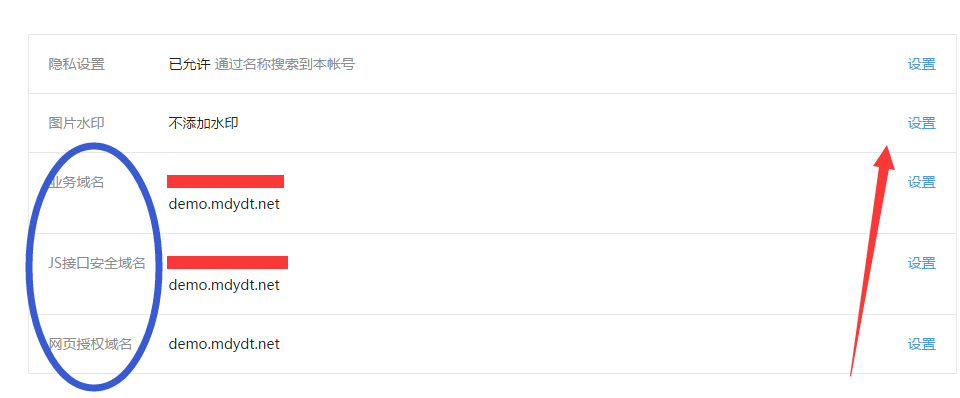 隐私设置 已允许 通过名称搜索到本帐号 设置
图片水印 不添加水印 设置
业务域名 设置
demo.mdydt.net
JS接口安全域名 设置
demo.mdydt.net
网页授权域名 demo.mdydt.net 设置